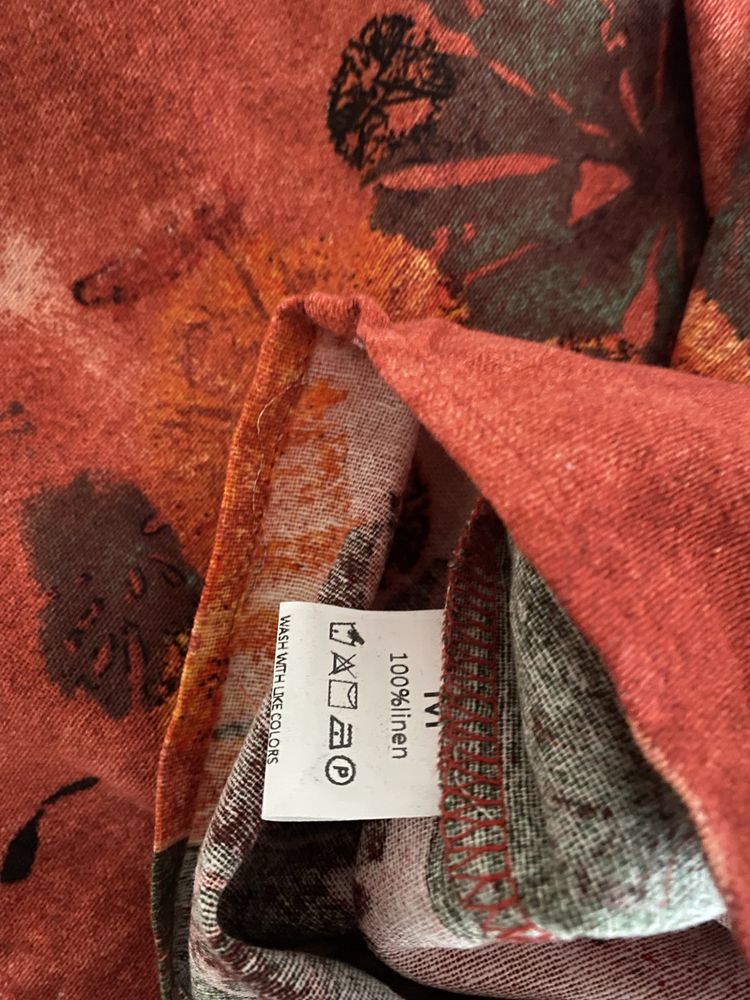 M
100%linen
P
WASH WITH LIKE COLORS